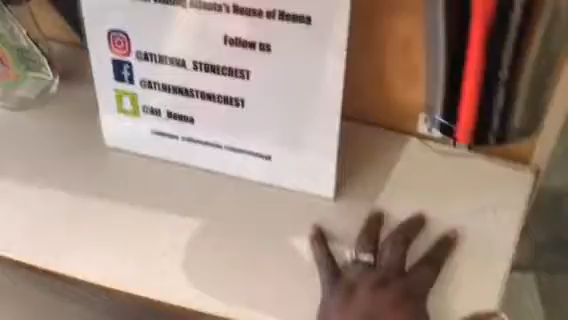 Atlanta's House of Henna
Follow us
@ATLHENNA_STONECREST
@ATLHENNASTONECREST
@Atl_Henna